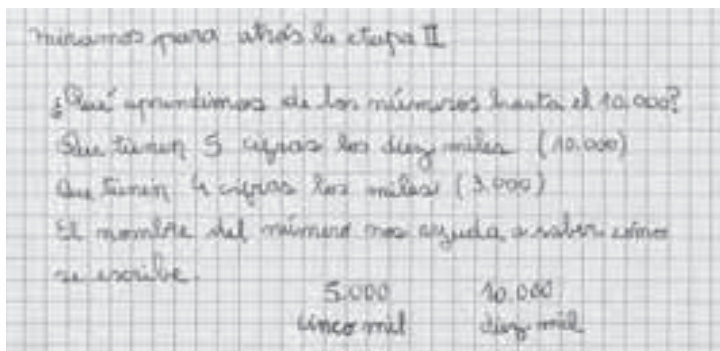 miramos para atrás la etapa II
¿Qué aprendimos de los números hasta el 10.000?
Que tienen 5 cifras los diez miles (10.000)
Que tienen 4 cifras los miles (3.000)
El nombre del número nos ayuda a saber cómo
se escribe.
5.000 10.000
cinco mil diez mil